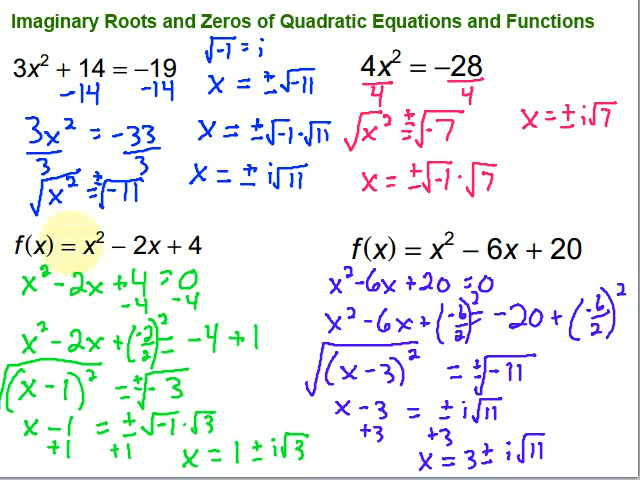 Imaginary Roots and Zeros of Quadratic Equations and Functions
3x² + 14 = −19
−14 −14
3x² = −33
3 3
√x² = ±√−11
√−1 = i
x = ±√−11
x = ±√−1·√11
x = ± i√11
4x² = −28
4 4
√x² = ±√−7
x = ±√−1·√7
x = ± i√7
f(x) = x² − 2x + 4
x² − 2x + 4 = 0
−4 −4
x² − 2x + (−2/2)² = −4 + 1
√(x − 1)² = ±√−3
x − 1 = ±√−1·√3
+1 +1
x = 1 ± i√3
f(x) = x² − 6x + 20
x² − 6x + 20 = 0
x² − 6x + (−6/2)² = −20 + (−6/2)²
√(x − 3)² = ±√−11
x − 3 = ± i√11
+3 +3
x = 3 ± i√11